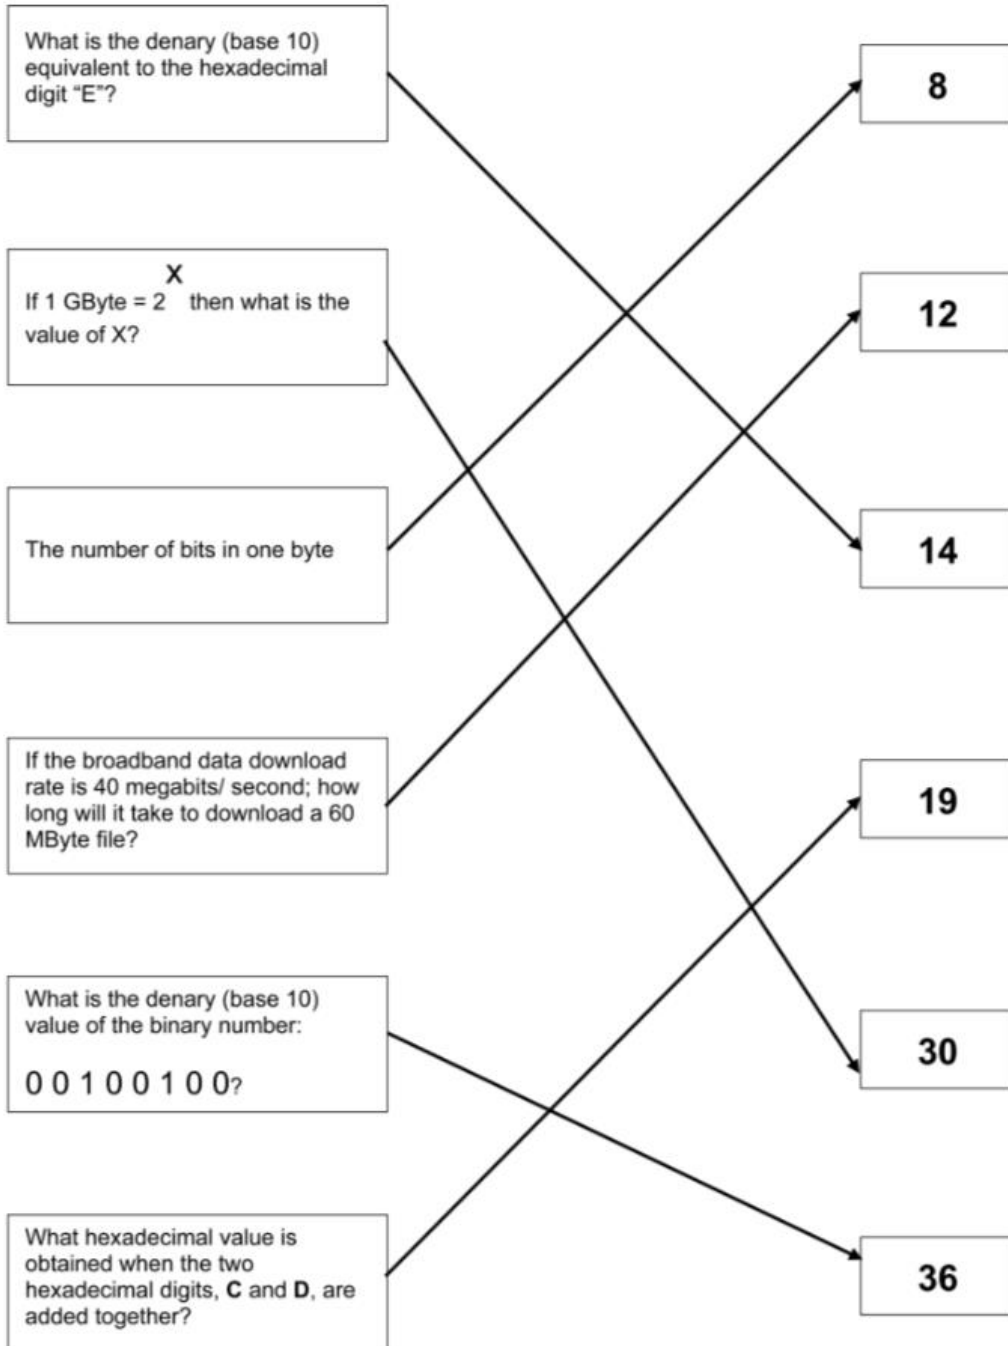 What is the denary (base 10)
equivalent to the hexadecimal
digit “E”?
8
X
If 1 GByte = 2 then what is the
value of X?
12
The number of bits in one byte
14
If the broadband data download
rate is 40 megabits/ second; how
long will it take to download a 60
MByte file?
19
What is the denary (base 10)
value of the binary number:
0 0 1 0 0 1 0 0?
30
What hexadecimal value is
obtained when the two
hexadecimal digits, C and D, are
added together?
36